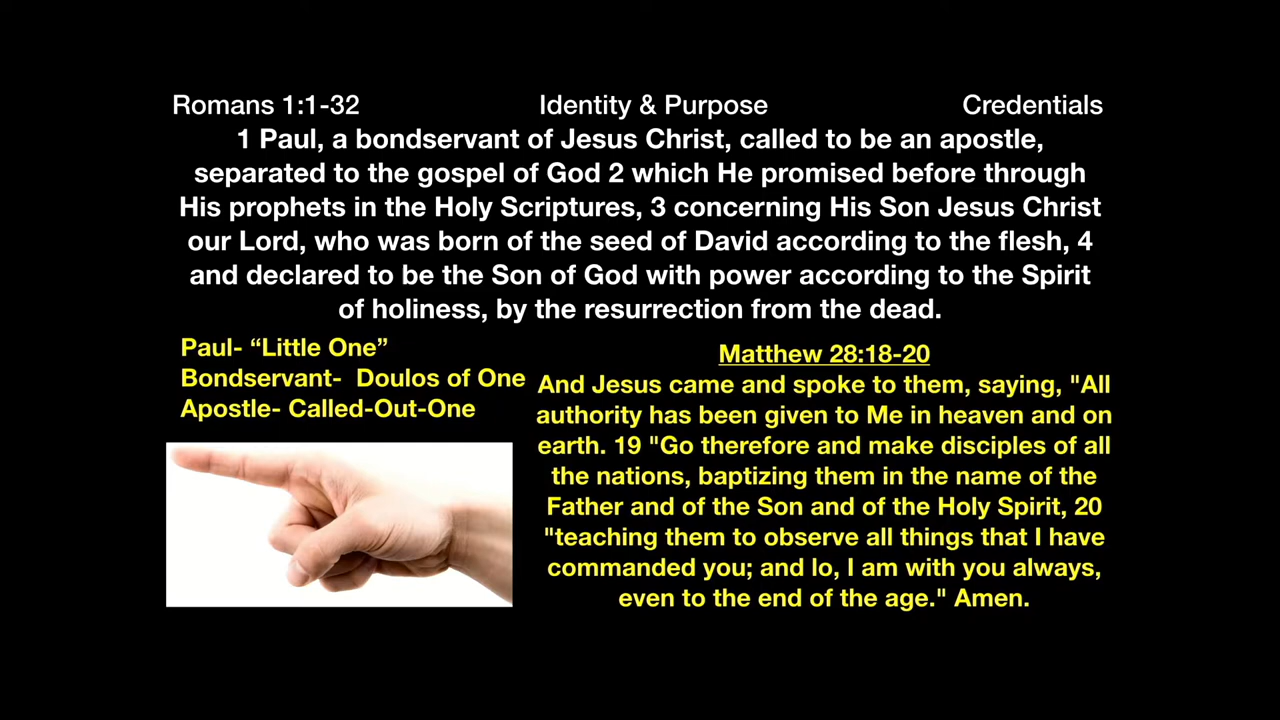 Romans 1:1-32 Identity & Purpose Credentials
1 Paul, a bondservant of Jesus Christ, called to be an apostle,
separated to the gospel of God 2 which He promised before through
His prophets in the Holy Scriptures, 3 concerning His Son Jesus Christ
our Lord, who was born of the seed of David according to the flesh, 4
and declared to be the Son of God with power according to the Spirit
of holiness, by the resurrection from the dead.
Paul- “Little One”
Bondservant- Doulos of One
Apostle- Called-Out-One
Matthew 28:18-20
And Jesus came and spoke to them, saying, "All
authority has been given to Me in heaven and on
earth. 19 "Go therefore and make disciples of all
the nations, baptizing them in the name of the
Father and of the Son and of the Holy Spirit, 20
"teaching them to observe all things that I have
commanded you; and lo, I am with you always,
even to the end of the age." Amen.